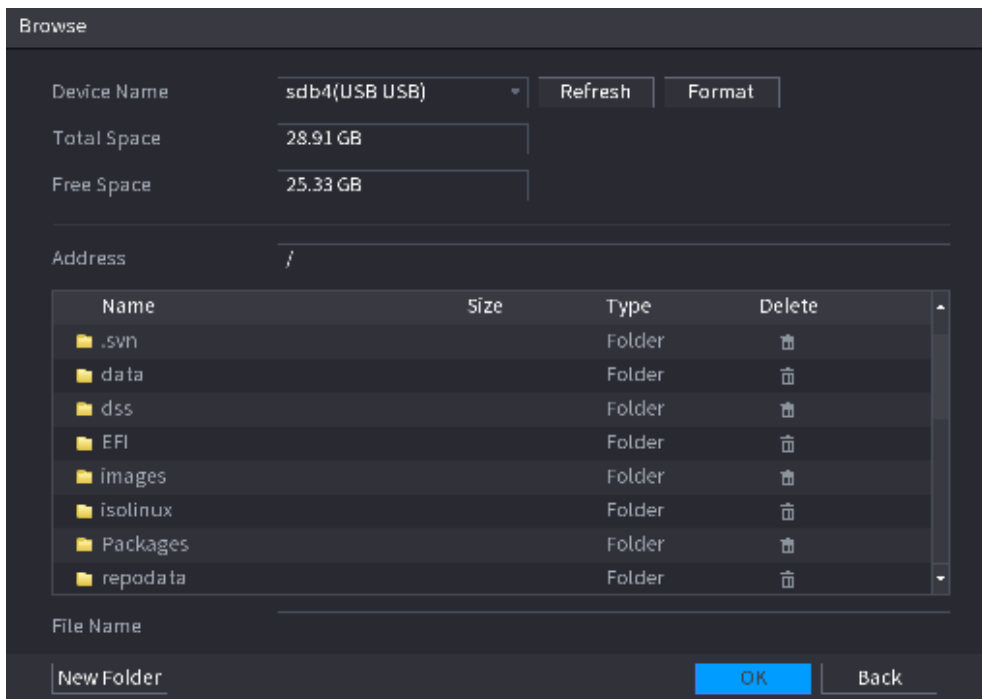 Browse
Device Name sdb4(USB USB) Refresh Format
Total Space 28.91 GB
Free Space 25.33 GB
Address /
Name Size Type Delete
.svn Folder
data Folder
dss Folder
EFI Folder
images Folder
isolinux Folder
Packages Folder
repodata Folder
File Name
New Folder OK Back